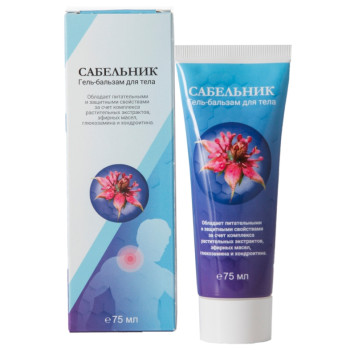 САБЕЛЬНИК
Гель-бальзам для тела
Обладает питательными
и защитными свойствами
за счет комплекса
растительных экстрактов,
эфирных масел,
глюкозамина и хондроитина.
℮75 мл
САБЕЛЬНИК
Гель-бальзам для тела
Обладает питательными
и защитными свойствами
за счет комплекса
растительных экстрактов,
эфирных масел,
глюкозамина и хондроитина.
℮75 мл